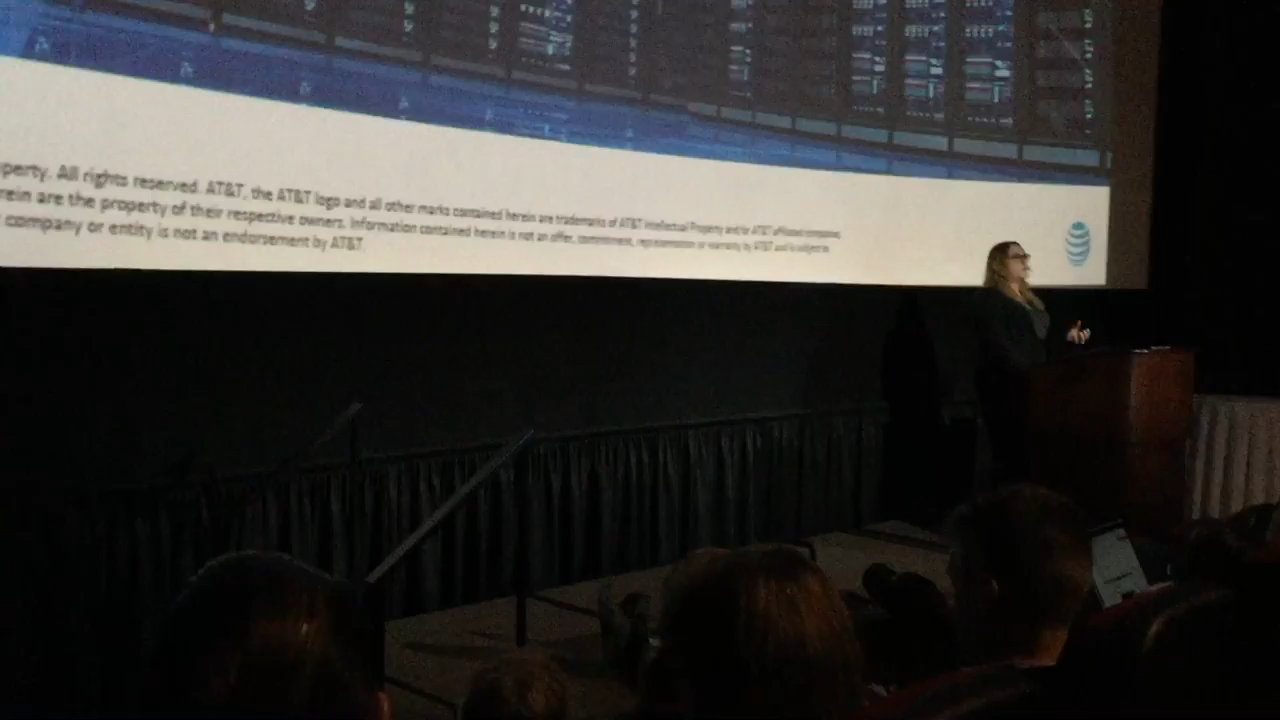 perty. All rights reserved. AT&T, the AT&T logo and all other marks contained herein are trademarks of AT&T Intellectual Property and/or AT&T affiliated companies.
rein are the property of their respective owners. Information contained herein is not an offer, commitment, representation or warranty by AT&T and is subject to
company or entity is not an endorsement by AT&T.